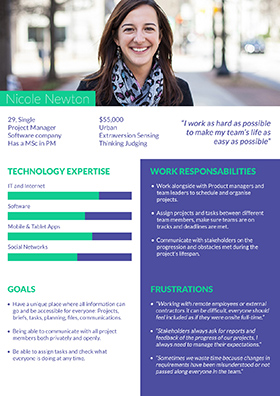 Nicole Newton
29, Single
Project Manager
Software company
Has a MSc in PM
$55,000
Urban
Extraversion Sensing
Thinking Judging
"I work as hard as possible
to make my team's life as
easy as possible"
TECHNOLOGY EXPERTISE
IT and Internet
Software
Mobile & Tablet Apps
Social Networks
WORK RESPONSABILITIES
Work alongside with Product managers and
team leaders to schedule and organise
projects.
Assign projects and tasks between different
team members, make sure teams are on
tracks and deadlines are met.
Communicate with stakeholders on the
progression and obstacles met during the
project's lifespan.
GOALS
Have a unique place where all information can
go and be accessible for everyone: Projects,
briefs, tasks, planning, files, communications.
Being able to communicate with all project
members both privately and openly.
Be able to assign tasks and check what
everyone is doing at any time.
FRUSTRATIONS
"Working with remote employees or external
contractors it can be difficult, everyone should
feel included as if they were onsite full-time."
"Stakeholders always ask for reports and
feedback of the progress of our projects, I
always need to manage their expectations."
"Sometimes we waste time because changes in
requirements have been misunderstood or not
passed along everyone in the team."